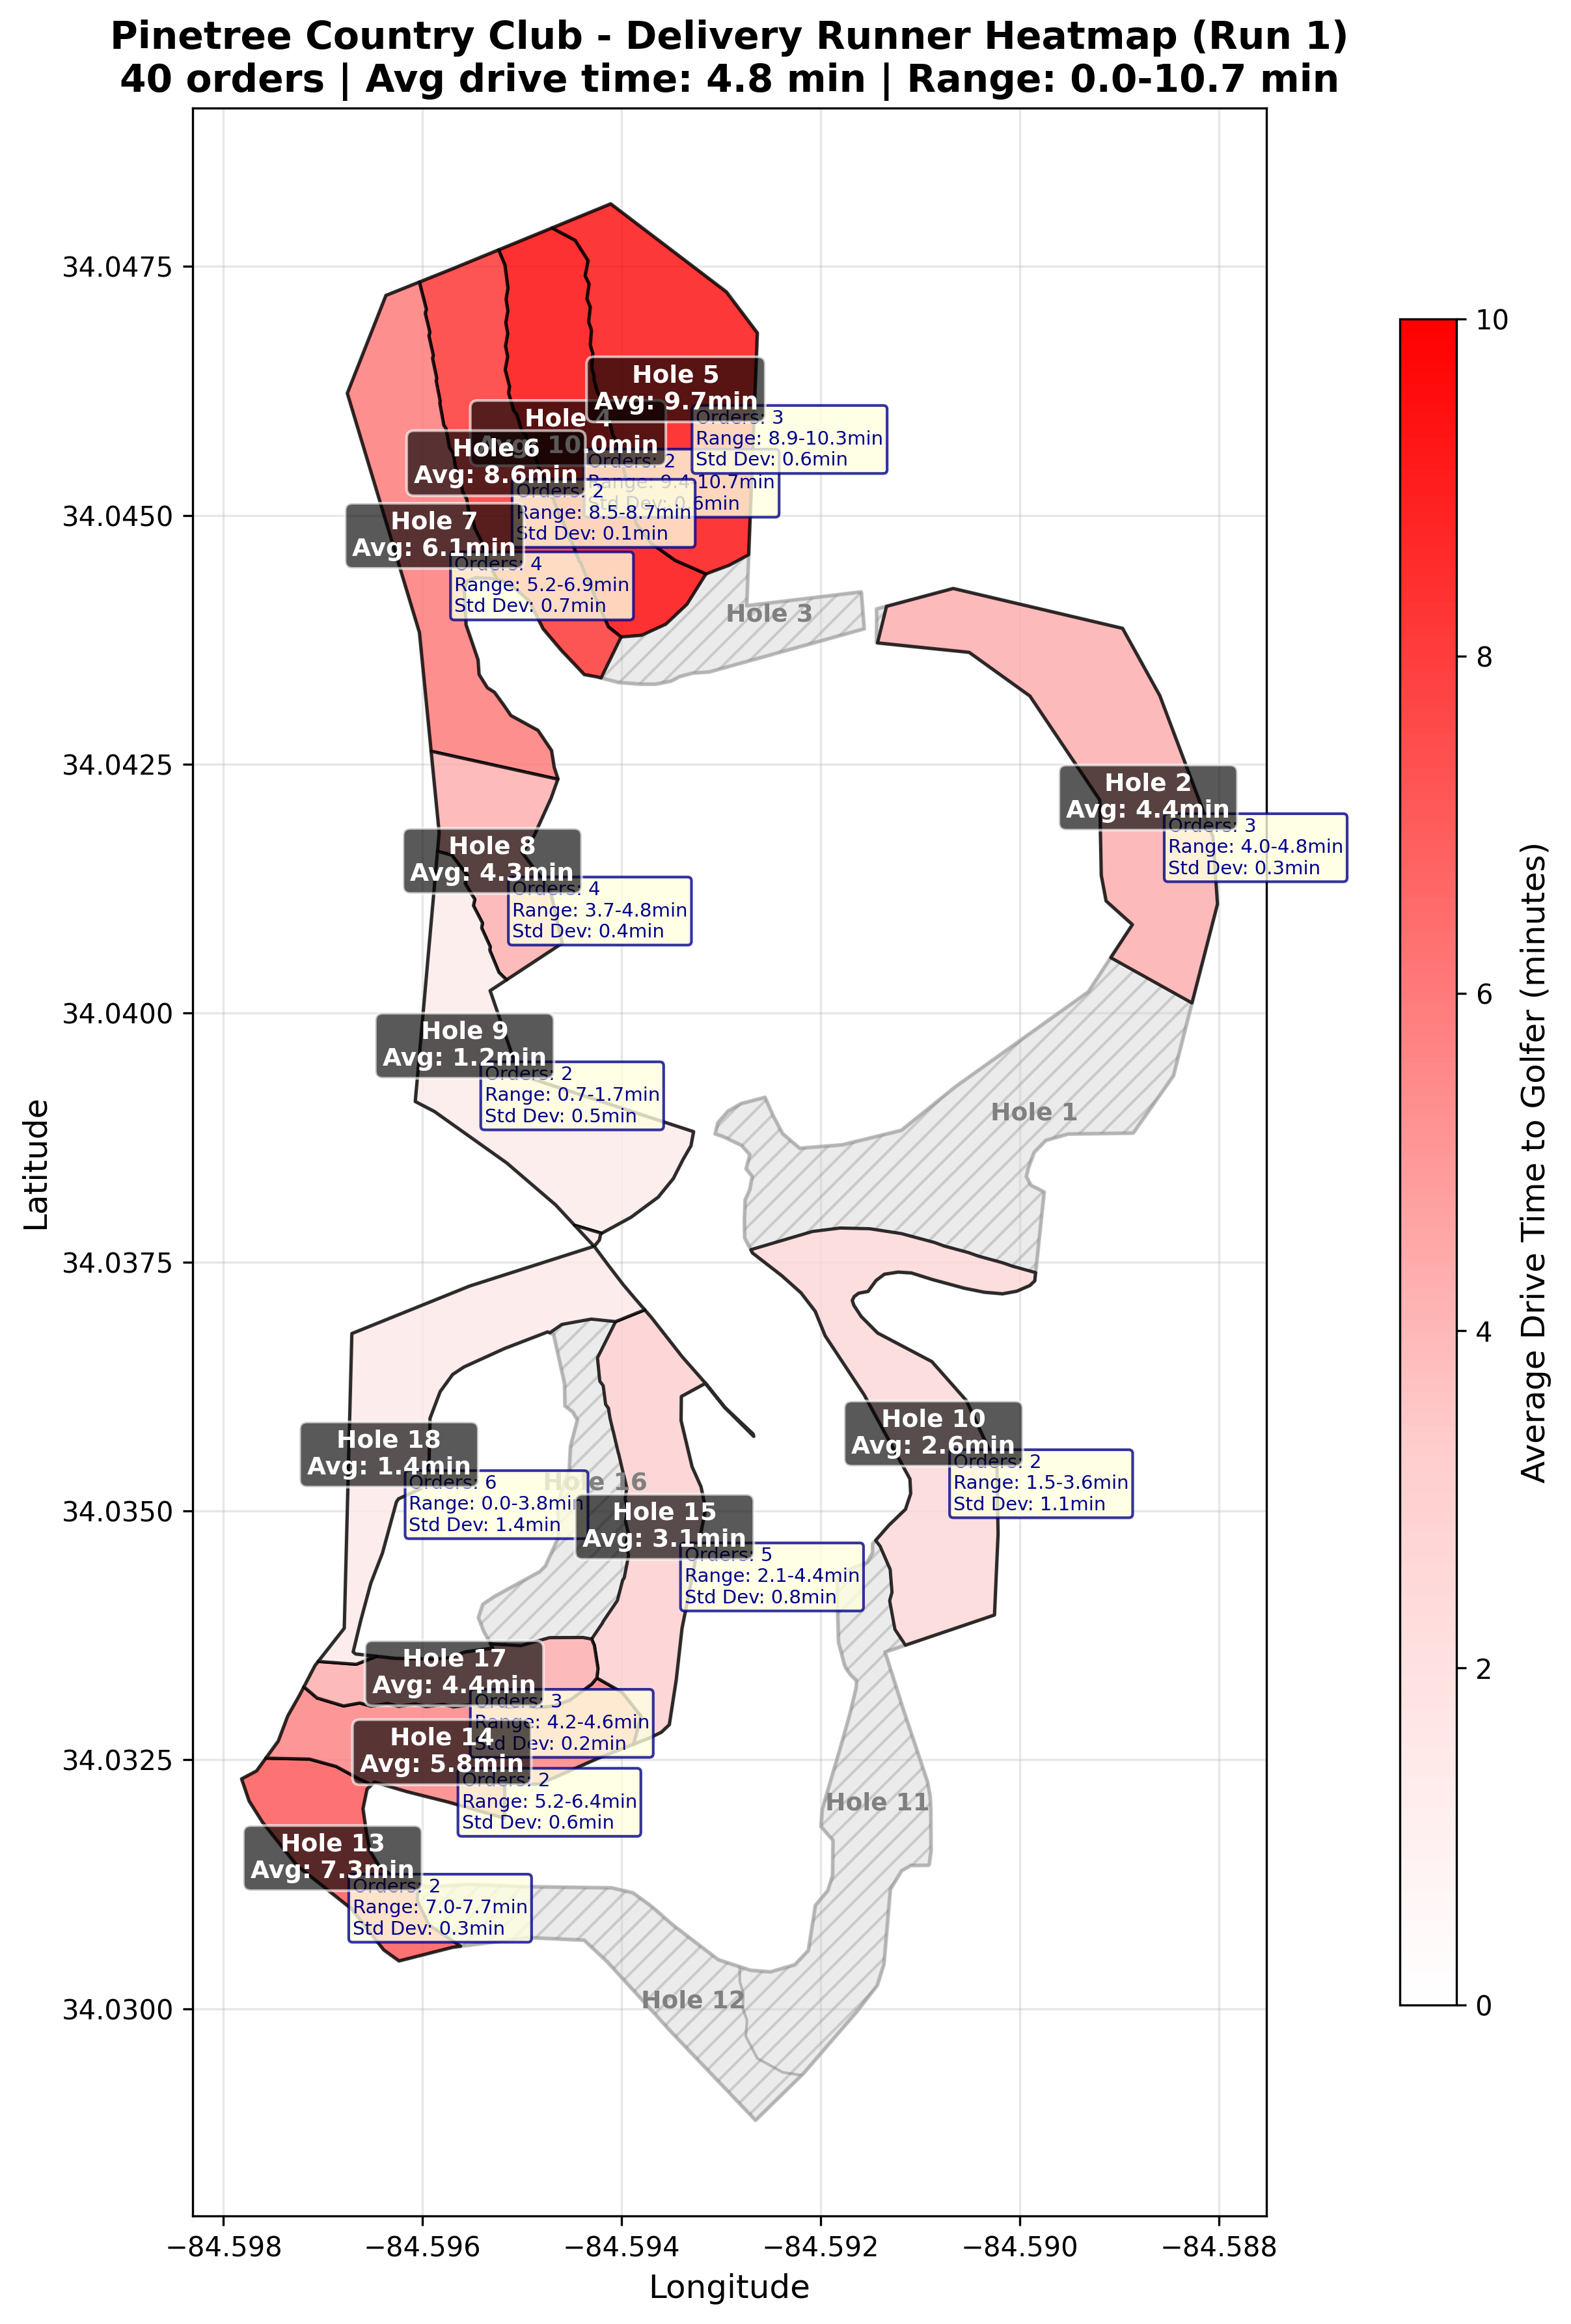 Pinetree Country Club - Delivery Runner Heatmap (Run 1)
40 orders | Avg drive time: 4.8 min | Range: 0.0-10.7 min
Latitude
34.0475
34.0450
34.0425
34.0400
34.0375
34.0350
34.0325
34.0300
Hole 5
Avg: 9.7min
Orders: 3
Range: 8.9-10.3min
Std Dev: 0.6min
Hole 4
Avg: 10.0min
Orders: 2
Range: 9.4-10.7min
Std Dev: 0.6min
Hole 6
Avg: 8.6min
Orders: 2
Range: 8.5-8.7min
Std Dev: 0.1min
Hole 7
Avg: 6.1min
Orders: 4
Range: 5.2-6.9min
Std Dev: 0.7min
Hole 3
Hole 2
Avg: 4.4min
Orders: 3
Range: 4.0-4.8min
Std Dev: 0.3min
Hole 8
Avg: 4.3min
Orders: 4
Range: 3.7-4.8min
Std Dev: 0.4min
Hole 9
Avg: 1.2min
Orders: 2
Range: 0.7-1.7min
Std Dev: 0.5min
Hole 1
Hole 10
Avg: 2.6min
Orders: 2
Range: 1.5-3.6min
Std Dev: 1.1min
Hole 18
Avg: 1.4min
Orders: 6
Range: 0.0-3.8min
Std Dev: 1.4min
Hole 16
Hole 15
Avg: 3.1min
Orders: 5
Range: 2.1-4.4min
Std Dev: 0.8min
Hole 17
Avg: 4.4min
Orders: 3
Range: 4.2-4.6min
Std Dev: 0.2min
Hole 14
Avg: 5.8min
Orders: 2
Range: 5.2-6.4min
Std Dev: 0.6min
Hole 11
Hole 13
Avg: 7.3min
Orders: 2
Range: 7.0-7.7min
Std Dev: 0.3min
Hole 12
−84.598
−84.596
−84.594
−84.592
−84.590
−84.588
Longitude
10
8
6
4
2
0
Average Drive Time to Golfer (minutes)